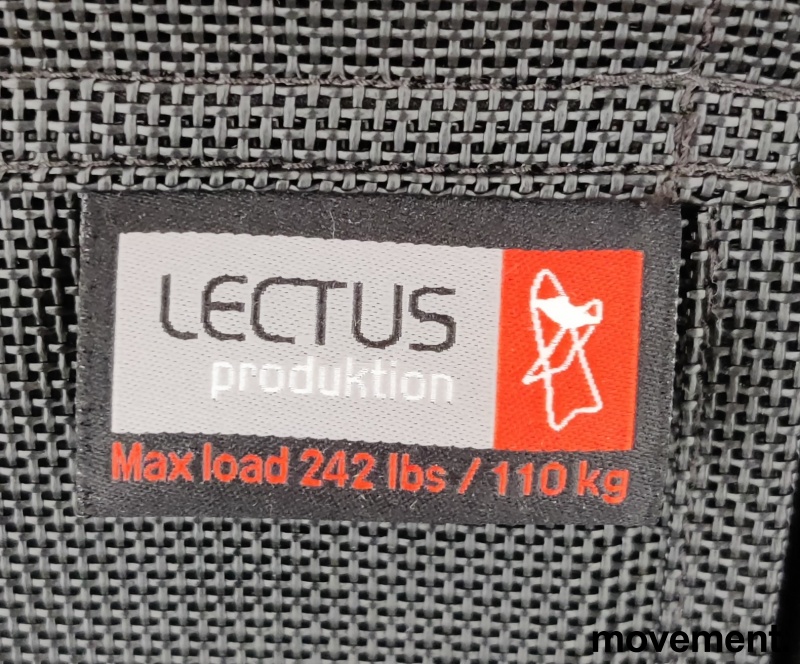 LECTUS
produktion
Max load 242 lbs / 110 kg
movement